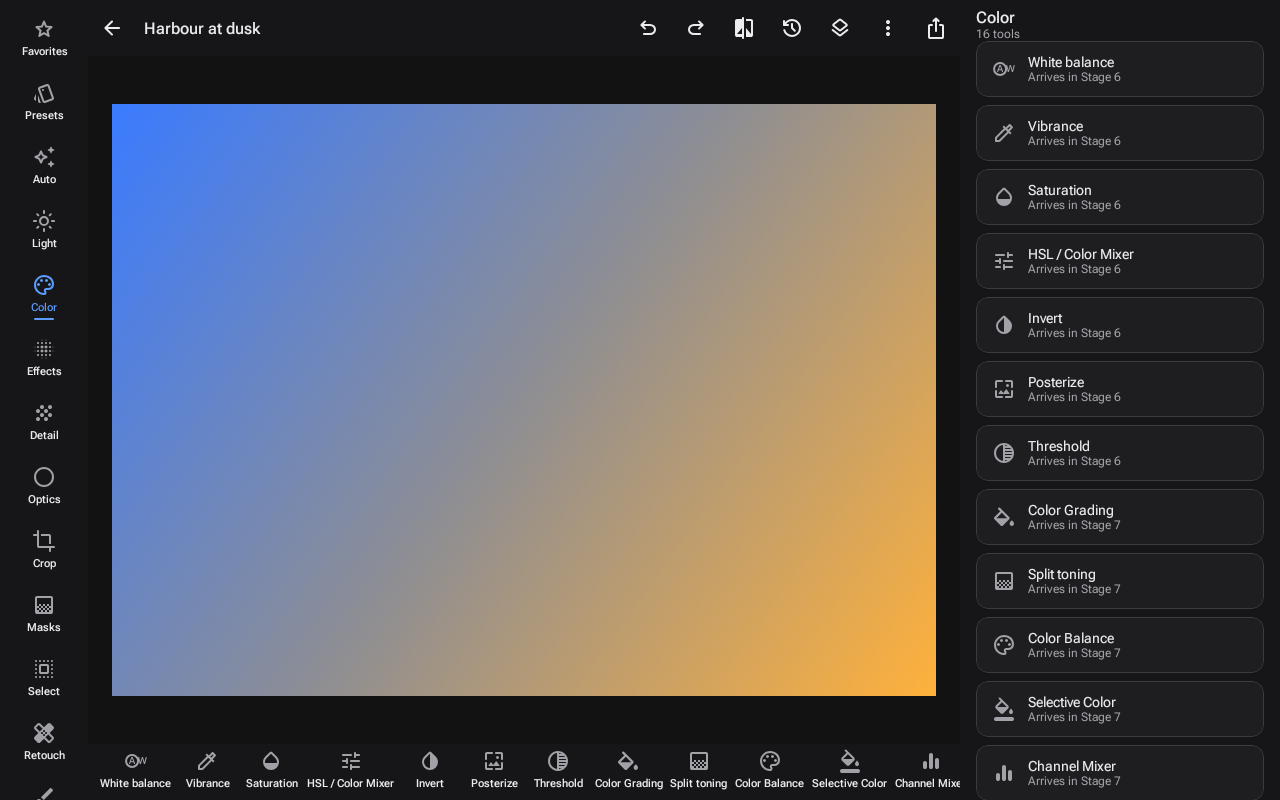 Harbour at dusk
Favorites
Presets
Auto
Light
Color
Effects
Detail
Optics
Crop
Masks
Select
Retouch
White balance
Vibrance
Saturation
HSL / Color Mixer
Invert
Posterize
Threshold
Color Grading
Split toning
Color Balance
Selective Color
Channel Mixe
Color
16 tools
White balance
Arrives in Stage 6
Vibrance
Arrives in Stage 6
Saturation
Arrives in Stage 6
HSL / Color Mixer
Arrives in Stage 6
Invert
Arrives in Stage 6
Posterize
Arrives in Stage 6
Threshold
Arrives in Stage 6
Color Grading
Arrives in Stage 7
Split toning
Arrives in Stage 7
Color Balance
Arrives in Stage 7
Selective Color
Arrives in Stage 7
Channel Mixer
Arrives in Stage 7